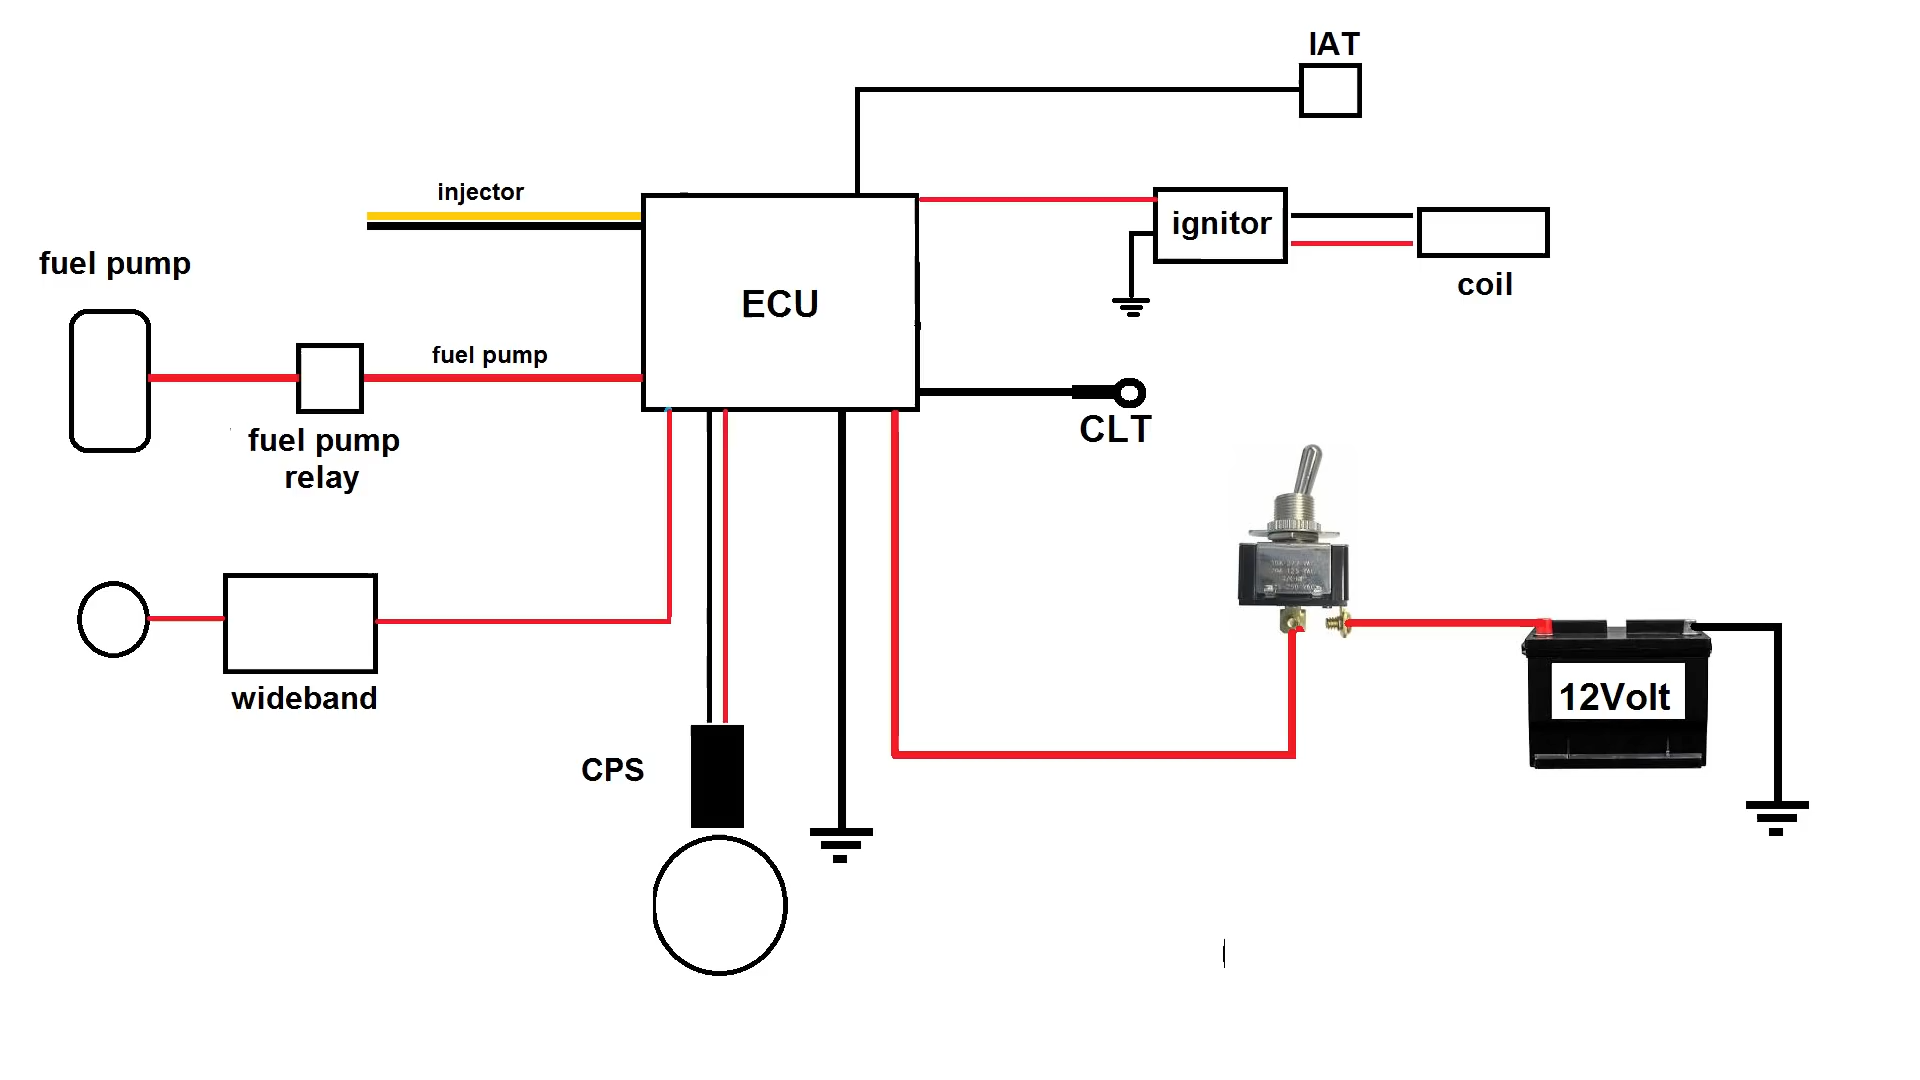 IAT
injector
ignitor
fuel pump
ECU
coil
fuel pump
CLT
fuel pump
relay
12Volt
wideband
CPS